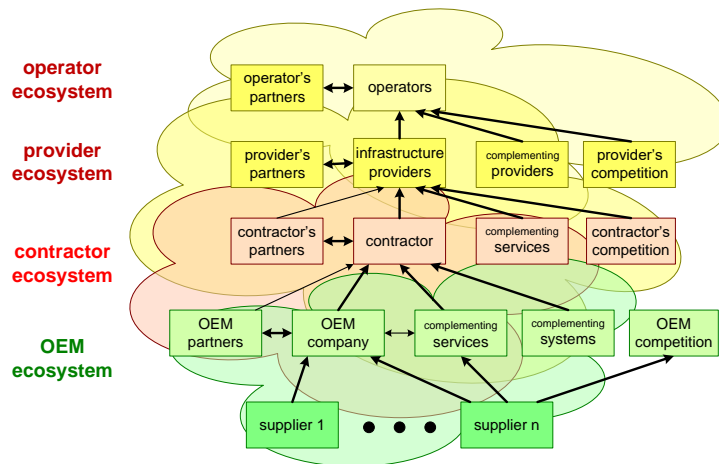 operator
ecosystem
operator's
partners
operators
provider
ecosystem
provider's
partners
infrastructure
providers
complementing
providers
provider's
competition
contractor
ecosystem
contractor's
partners
contractor
complementing
services
contractor's
competition
OEM
ecosystem
OEM
partners
OEM
company
complementing
services
complementing
systems
OEM
competition
supplier 1
supplier n